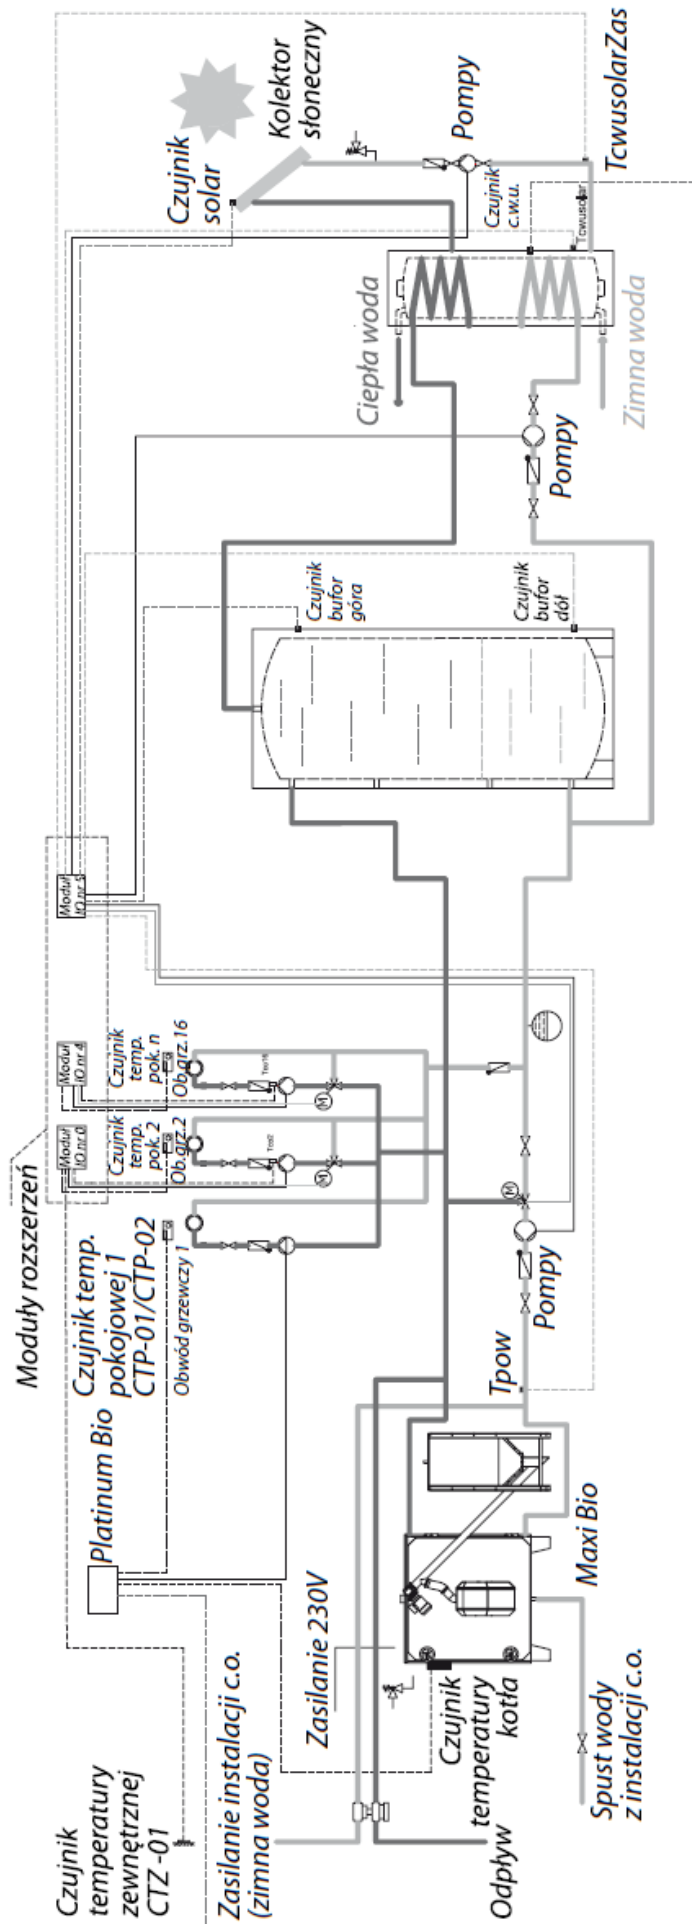 Czujnik
temperatury
zewnętrznej
CTZ -01
Zasilanie instalacji c.o.
(zimna woda)
Odpływ
Platinum Bio
Zasilanie 230V
Czujnik
temperatury
kotła
Spust wody
z instalacji c.o.
Maxi Bio
Moduły rozszerzeń
Czujnik temp.
pokojowej 1
CTP-01/CTP-02
Obwód grzewczy 1
Tpow
Pompy
M
Moduł
IO nr 0
Czujnik
temp.
pok. 2
Ob.grz.2
Tco2
M
Moduł
IO nr 4
Czujnik
temp.
pok. n
Ob.grz.16
Tco16
M
Moduł
IO nr 5
Czujnik
bufor
góra
Czujnik
bufor
dół
Pompy
Ciepła woda
Zimna woda
Czujnik
solar
Kolektor
słoneczny
Pompy
Czujnik
c.w.u.
Tcwusolar
TcwusolarZas